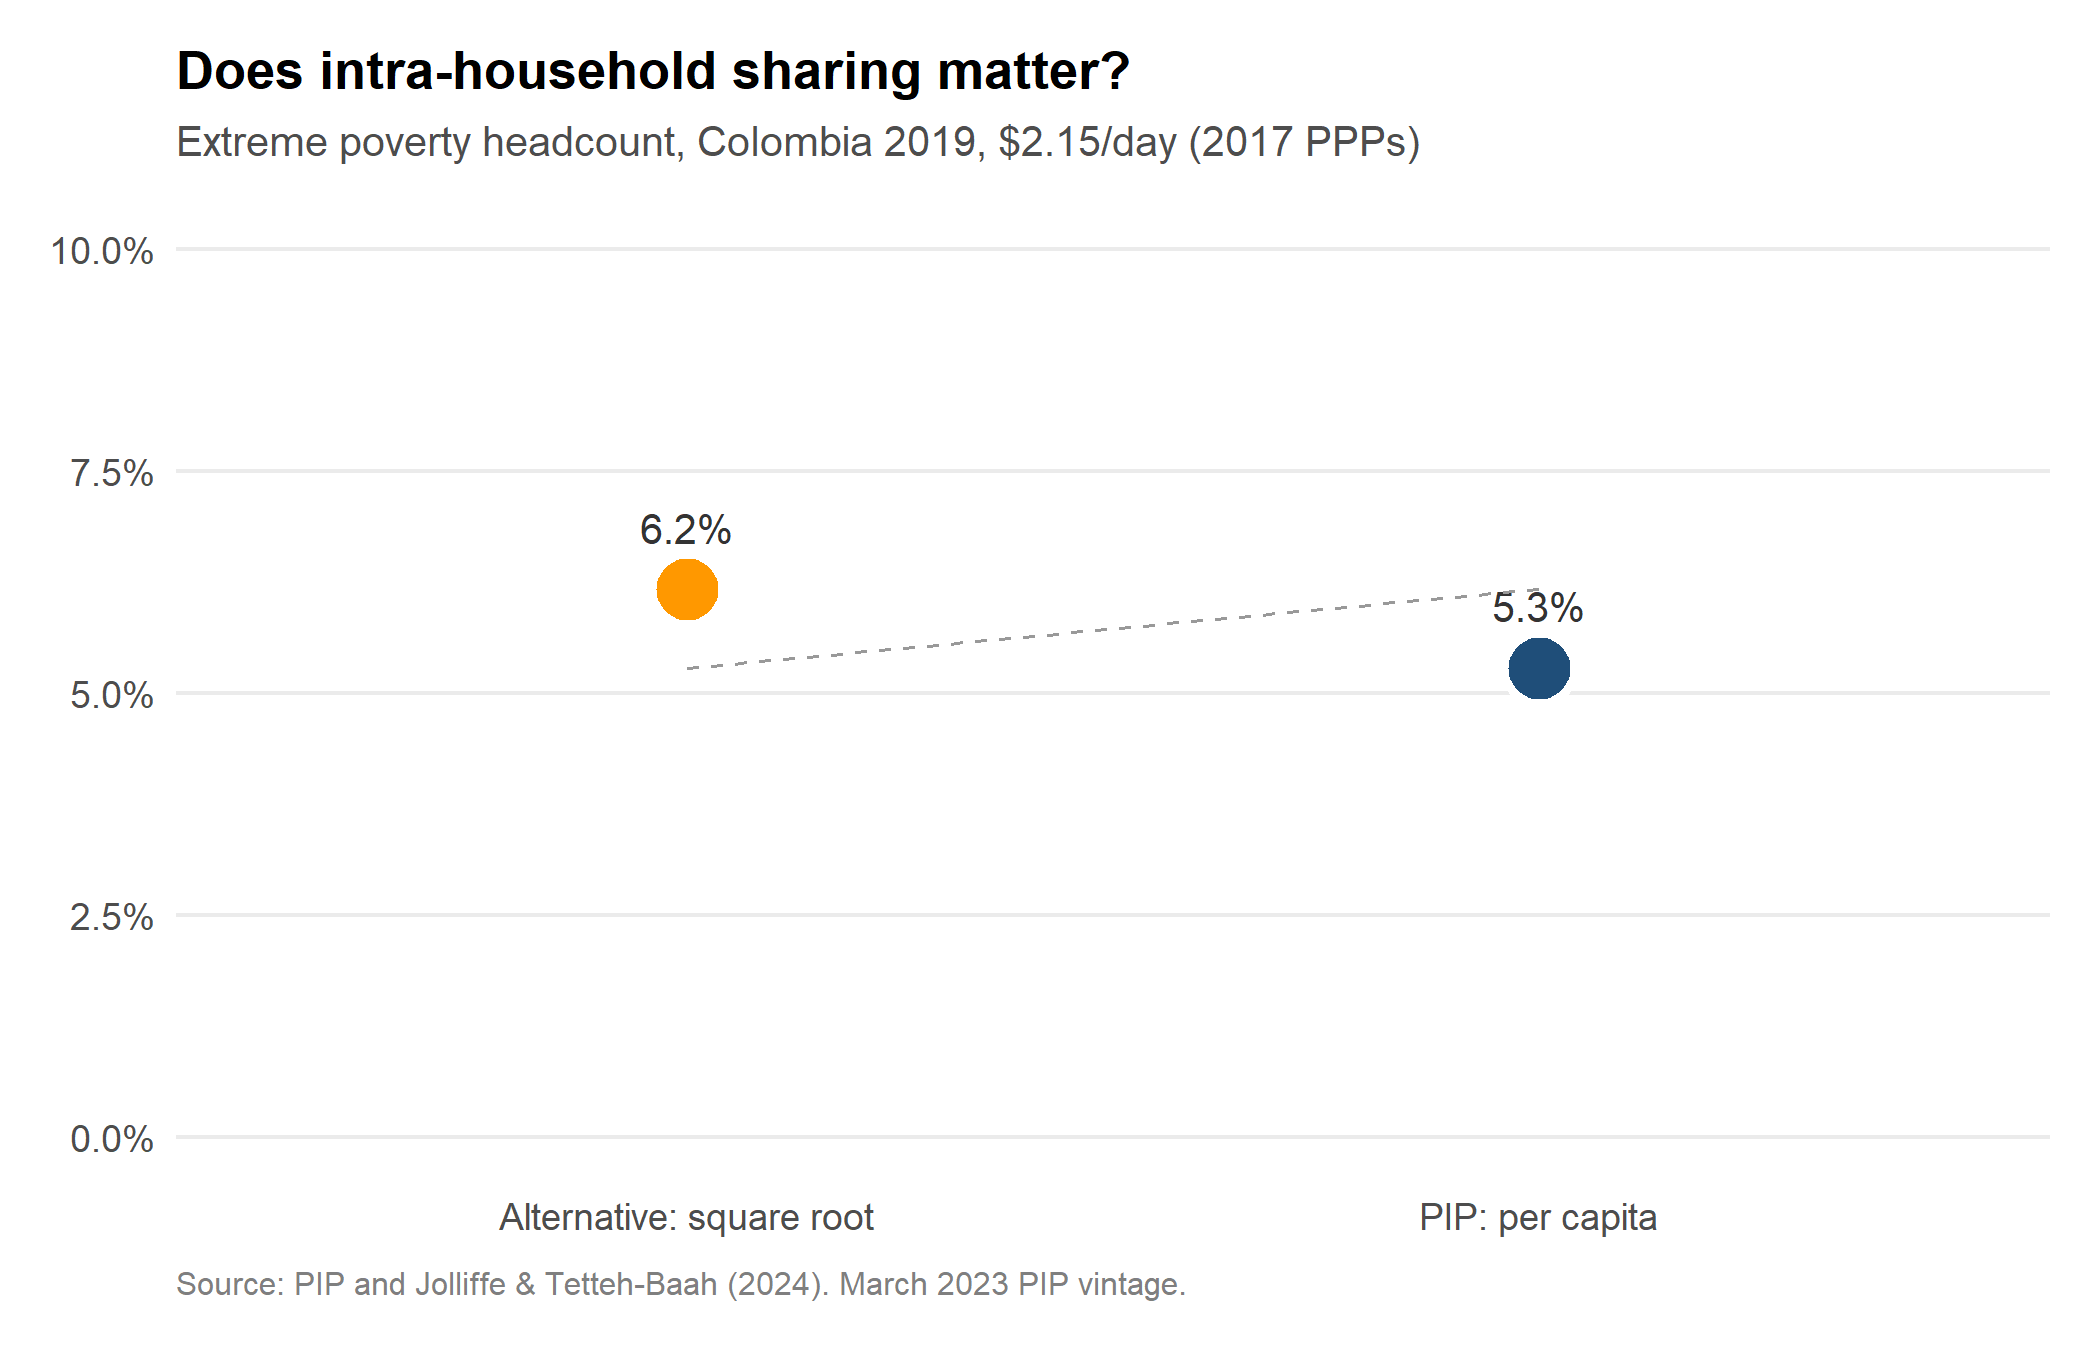 Does intra-household sharing matter?
Extreme poverty headcount, Colombia 2019, $2.15/day (2017 PPPs)
10.0%
7.5%
6.2%
5.3%
5.0%
2.5%
0.0%
Alternative: square root
PIP: per capita
Source: PIP and Jolliffe & Tetteh-Baah (2024). March 2023 PIP vintage.